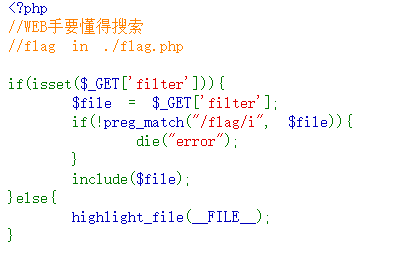 <?php
//WEB手要懂得搜索
//flag in ./flag.php
if(isset($_GET['filter'])){
$file = $_GET['filter'];
if(!preg_match("/flag/i", $file)){
die("error");
}
include($file);
}else{
highlight_file(__FILE__);
}